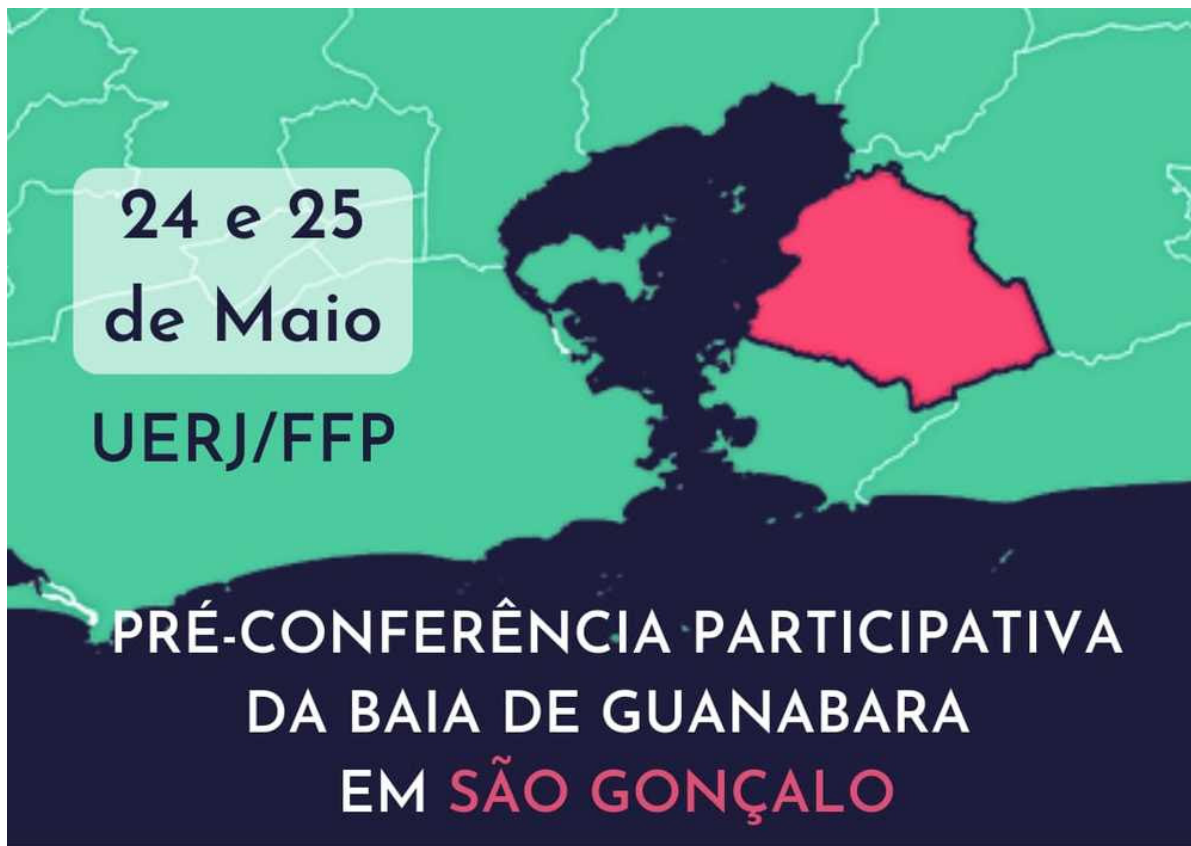 24 e 25
de Maio
UERJ/FFP
PRÉ-CONFERÊNCIA PARTICIPATIVA
DA BAIA DE GUANABARA
EM SÃO GONÇALO